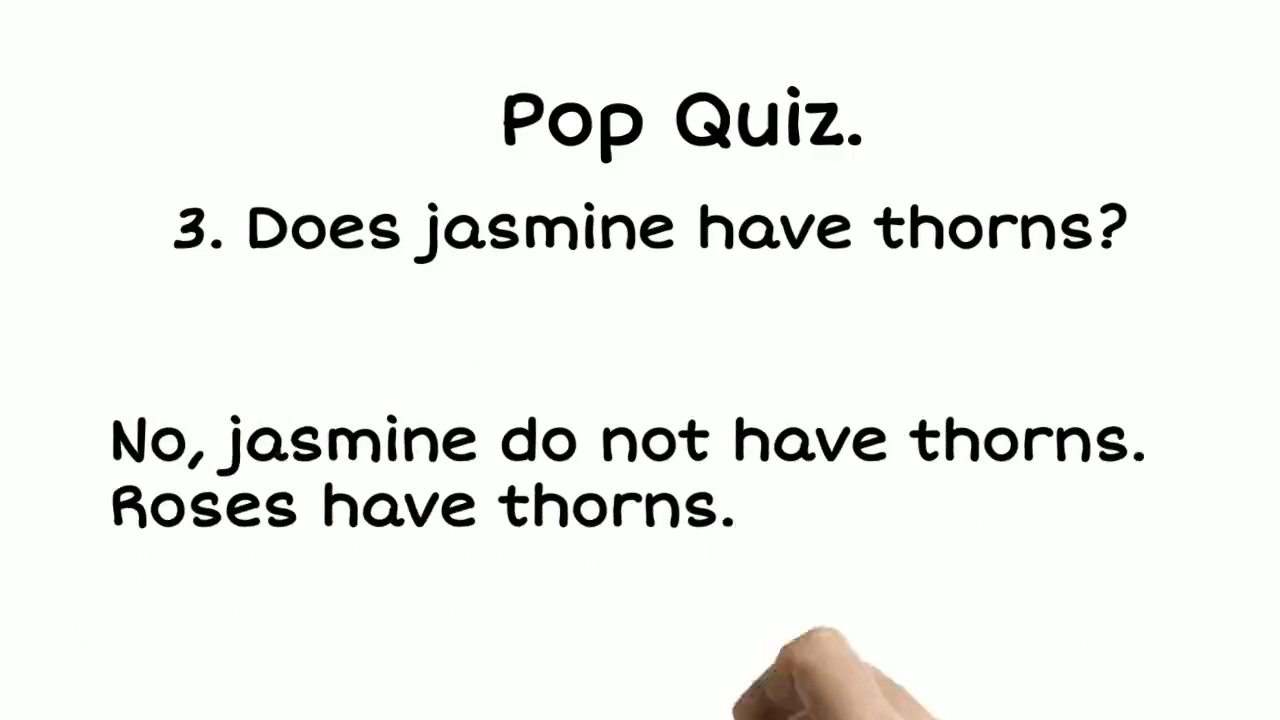 Pop Quiz.
3. Does jasmine have thorns?
No, jasmine do not have thorns.
Roses have thorns.